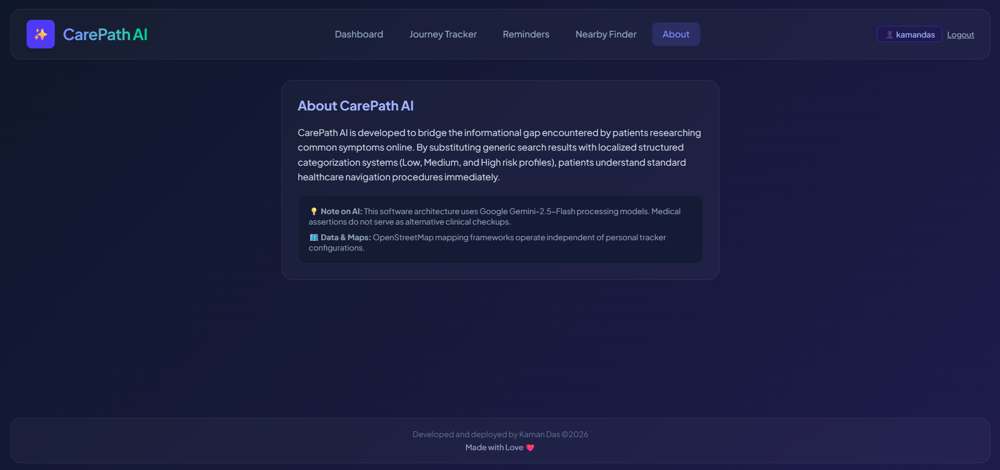 CarePath AI
Dashboard
Journey Tracker
Reminders
Nearby Finder
About
kamandas
Logout
About CarePath AI
CarePath AI is developed to bridge the informational gap encountered by patients researching
common symptoms online. By substituting generic search results with localized structured
categorization systems (Low, Medium, and High risk profiles), patients understand standard
healthcare navigation procedures immediately.
Note on AI: This software architecture uses Google Gemini-2.5-Flash processing models. Medical
assertions do not serve as alternative clinical checkups.
Data & Maps: OpenStreetMap mapping frameworks operate independent of personal tracker
configurations.
Developed and deployed by Kaman Das ©2026
Made with Love